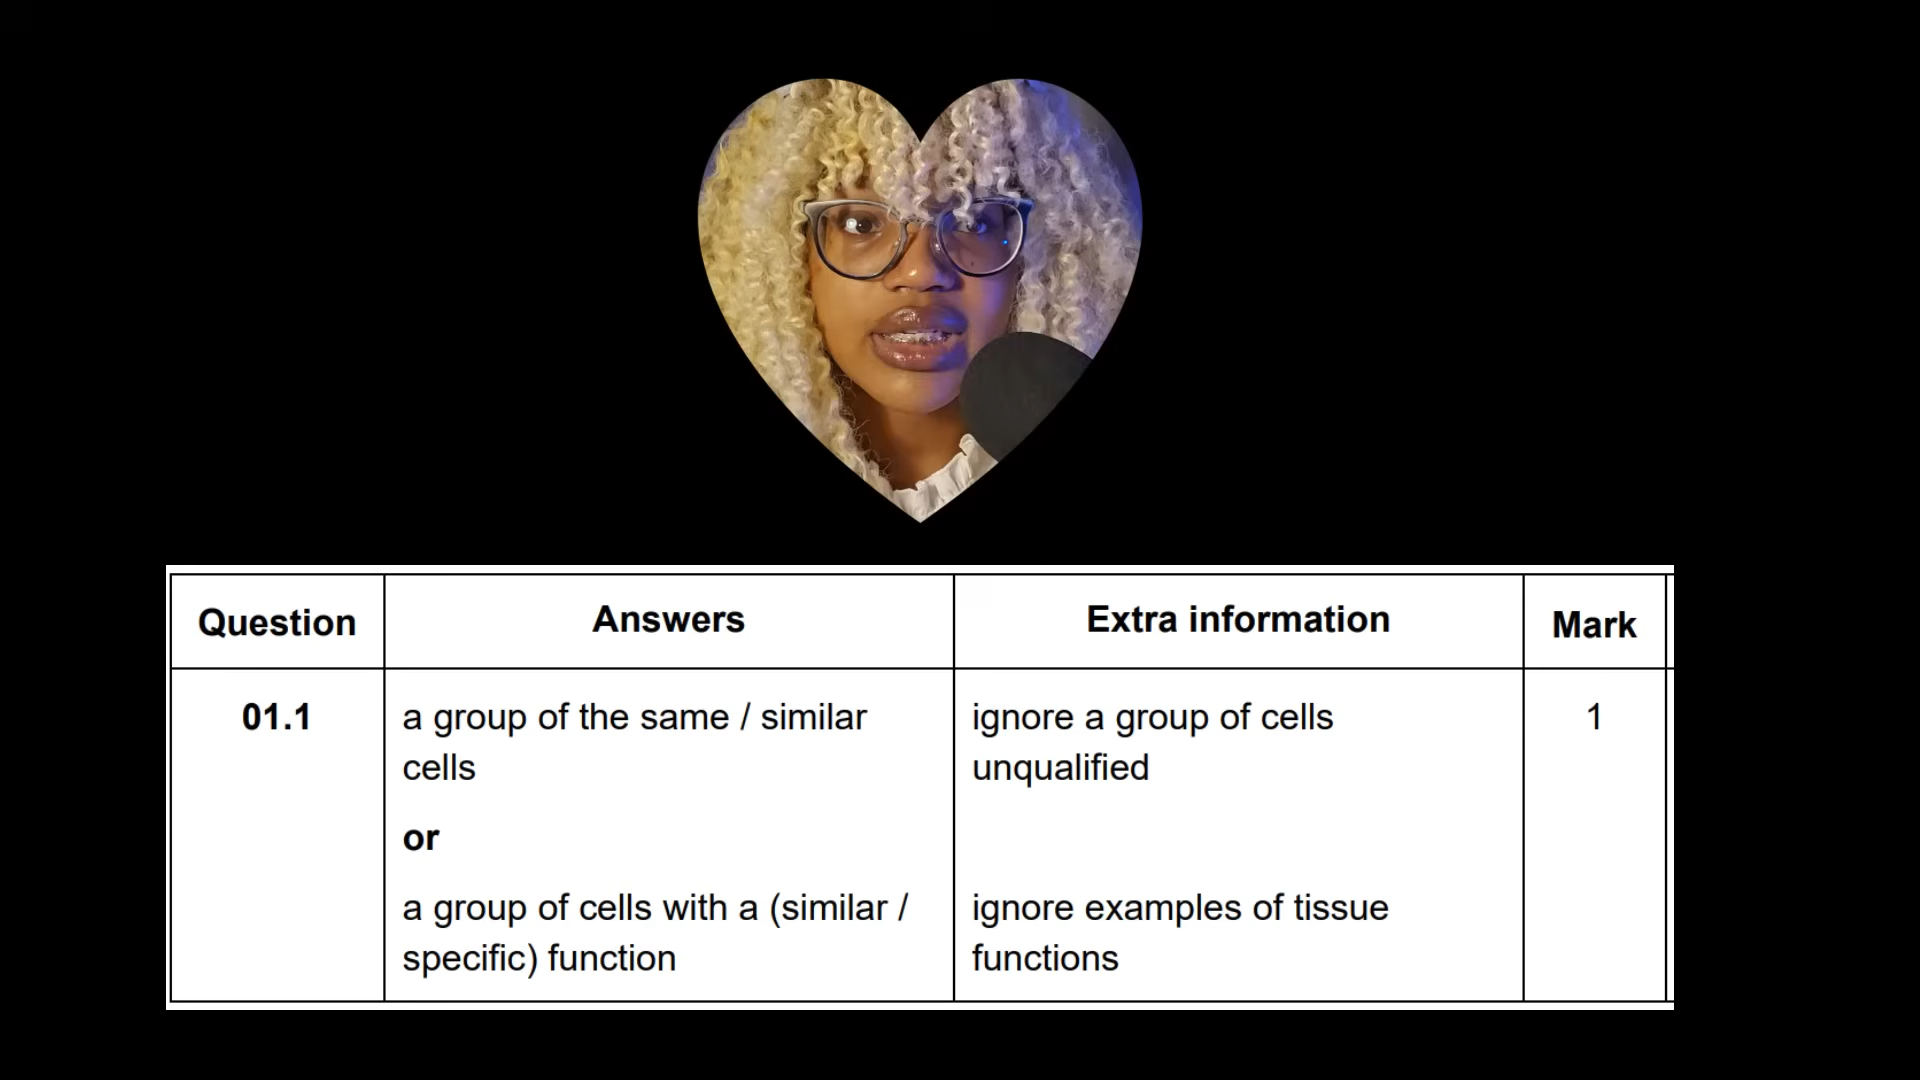 Question Answers Extra information Mark
01.1 a group of the same / similar ignore a group of cells 1
cells unqualified
or
a group of cells with a (similar / ignore examples of tissue
specific) function functions